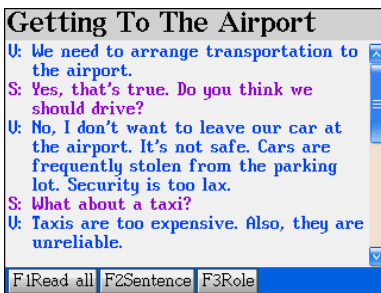 Getting To The Airport
V: We need to arrange transportation to
the airport.
S: Yes, that's true. Do you think we
should drive?
V: No, I don't want to leave our car at
the airport. It's not safe. Cars are
frequently stolen from the parking
lot. Security is too lax.
S: What about a taxi?
V: Taxis are too expensive. Also, they are
unreliable.
F1Read all F2Sentence F3Role